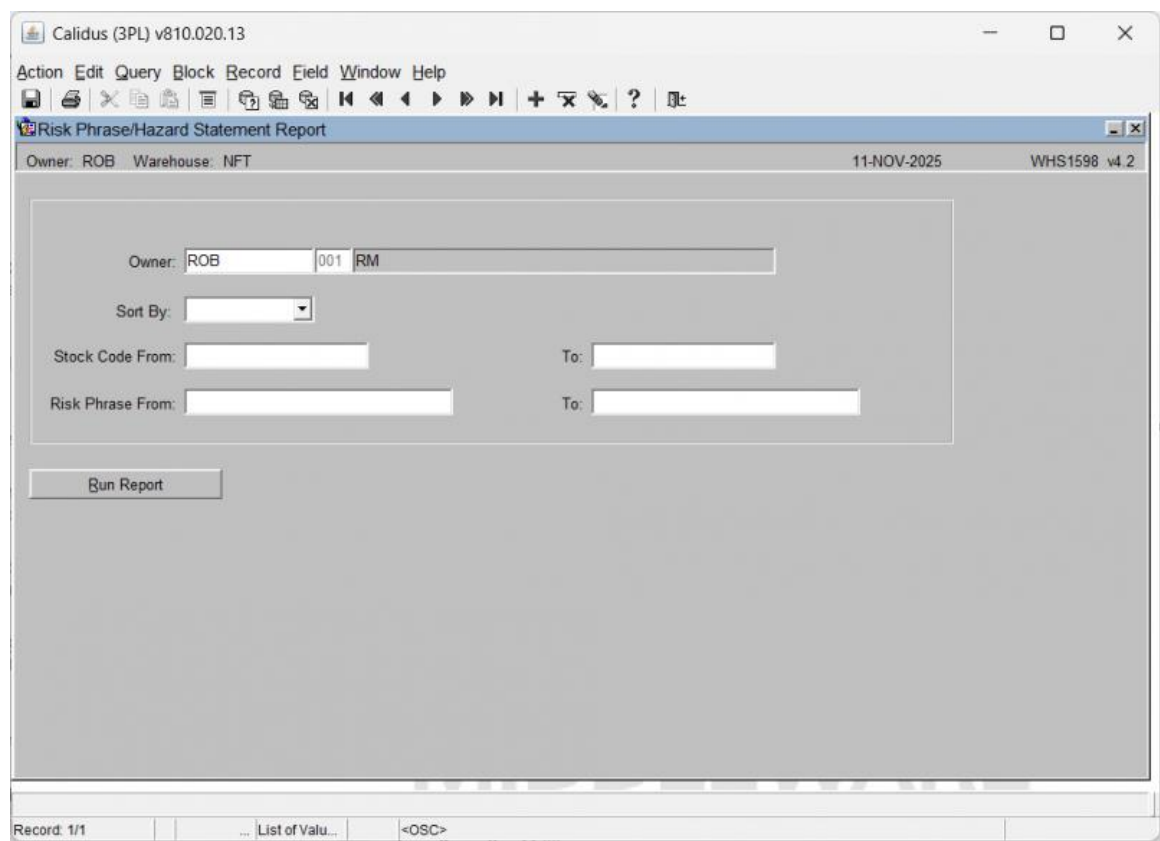 Calidus (3PL) v810.020.13
Action Edit Query Block Record Field Window Help
Risk Phrase/Hazard Statement Report
Owner: ROB Warehouse: NFT 11-NOV-2025 WHS1598 v4.2
Owner: ROB 001 RM
Sort By:
Stock Code From: To:
Risk Phrase From: To:
Run Report
MIDDLEWARE
Record: 1/1 ... List of Valu... <OSC>